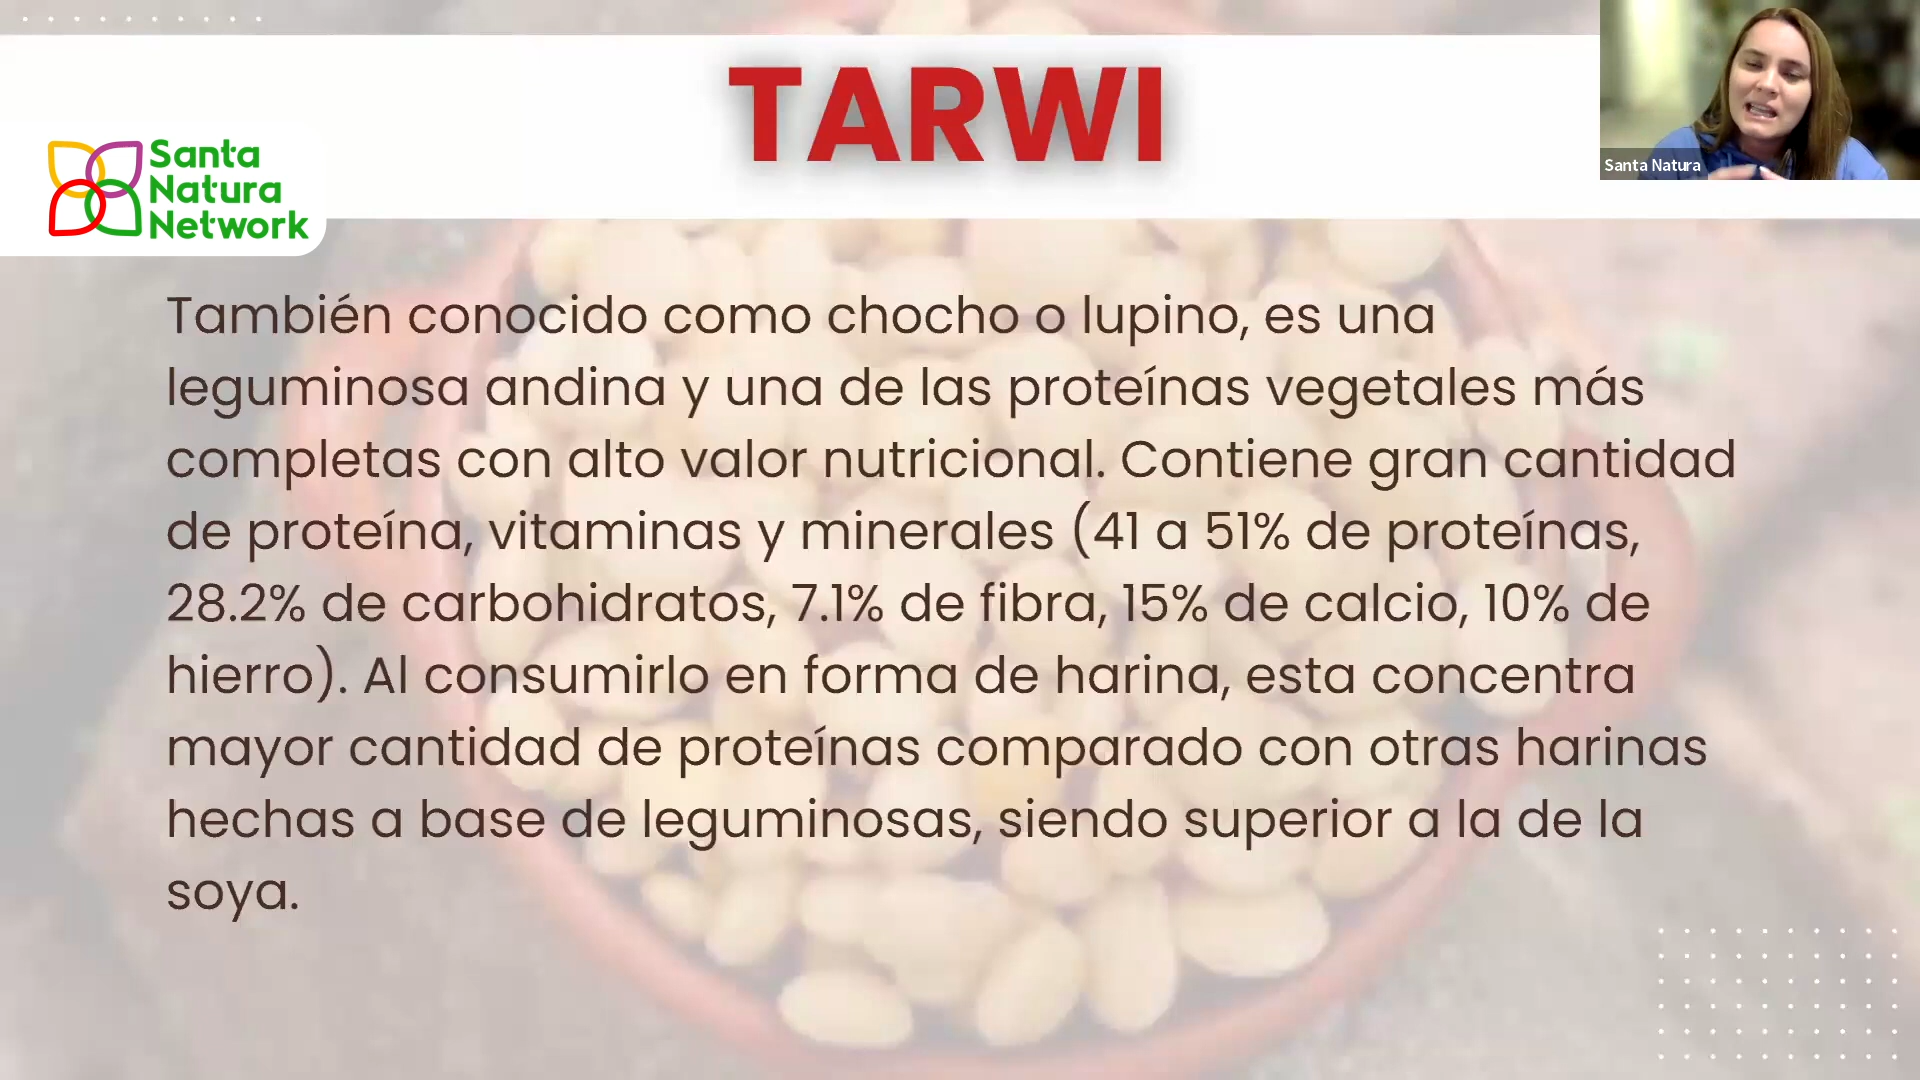 TARWI
Santa
Natura
Network
Santa Natura
También conocido como chocho o lupino, es una
leguminosa andina y una de las proteínas vegetales más
completas con alto valor nutricional. Contiene gran cantidad
de proteína, vitaminas y minerales (41 a 51% de proteínas,
28.2% de carbohidratos, 7.1% de fibra, 15% de calcio, 10% de
hierro). Al consumirlo en forma de harina, esta concentra
mayor cantidad de proteínas comparado con otras harinas
hechas a base de leguminosas, siendo superior a la de la
soya.